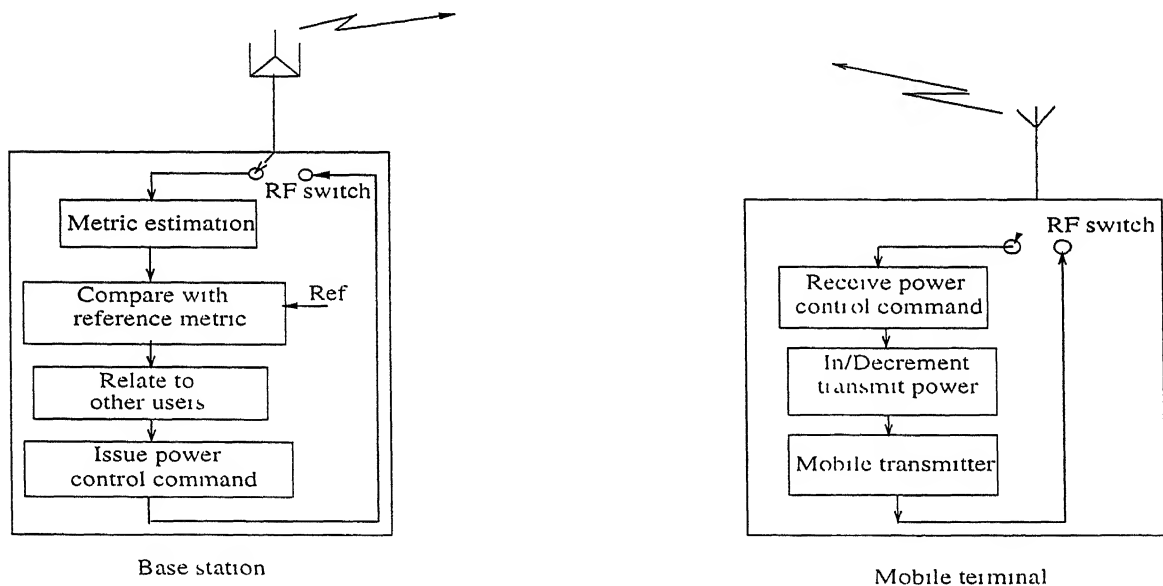 RF switch
Metric estimation
Compare with
reference metric
Ref
Relate to
other users
Issue power
control command
Base station
RF switch
Receive power
control command
In/Decrement
transmit power
Mobile transmitter
Mobile terminal